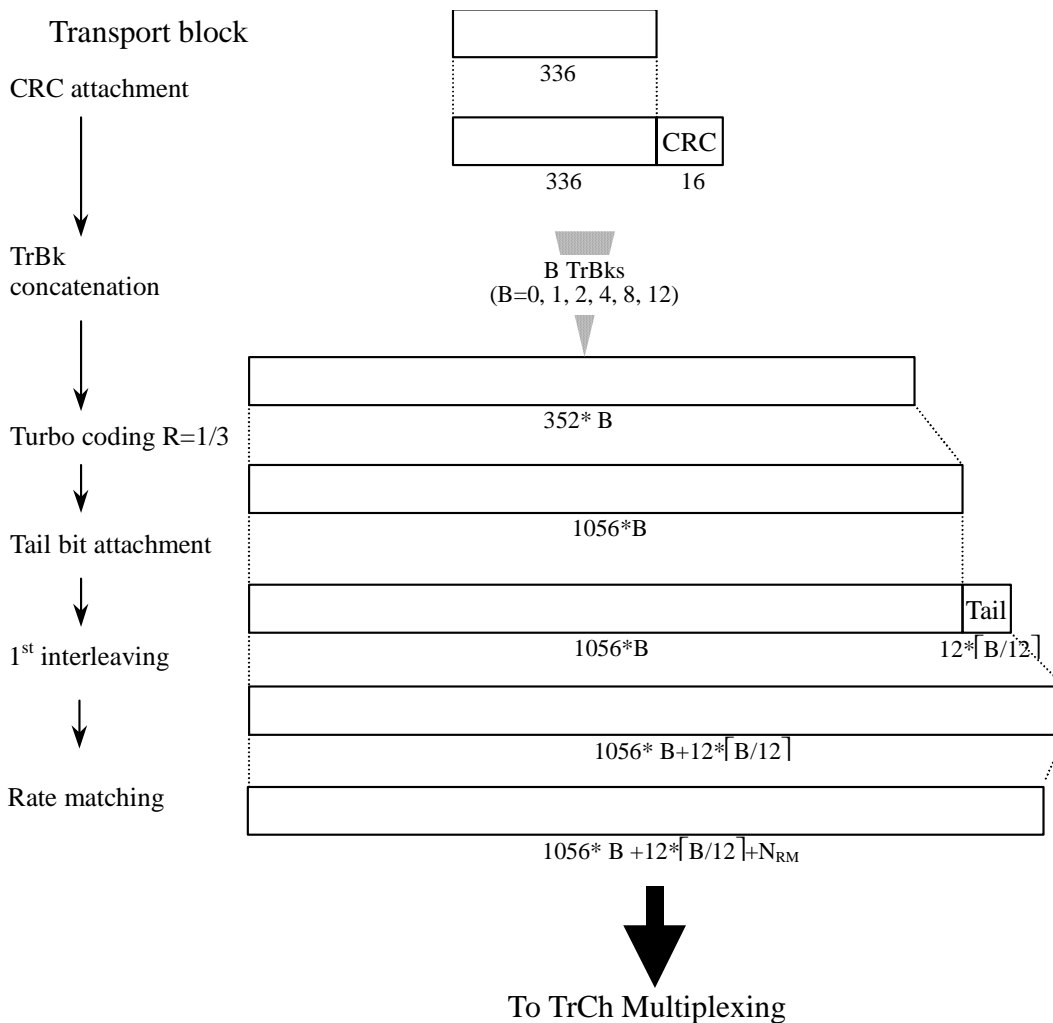 Transport block
336
CRC attachment
CRC
336 16
TrBk
concatenation
B TrBks
(B=0, 1, 2, 4, 8, 12)
352* B
Turbo coding R=1/3
1056*B
Tail bit attachment
Tail
1056*B 12*⌈B/12⌉
1st interleaving
1056* B+12*⌈B/12⌉
Rate matching
1056* B +12*⌈B/12⌉+NRM
To TrCh Multiplexing